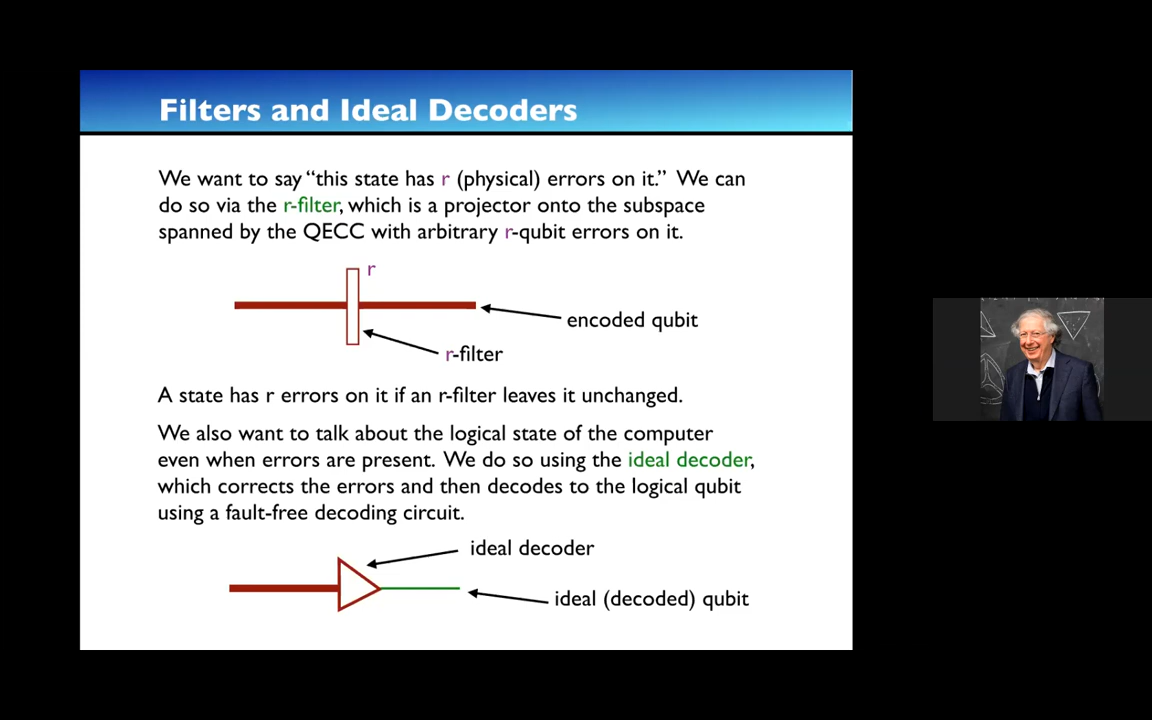 Filters and Ideal Decoders
We want to say “this state has r (physical) errors on it.” We can
do so via the r-filter, which is a projector onto the subspace
spanned by the QECC with arbitrary r-qubit errors on it.
r
encoded qubit
r-filter
A state has r errors on it if an r-filter leaves it unchanged.
We also want to talk about the logical state of the computer
even when errors are present. We do so using the ideal decoder,
which corrects the errors and then decodes to the logical qubit
using a fault-free decoding circuit.
ideal decoder
ideal (decoded) qubit